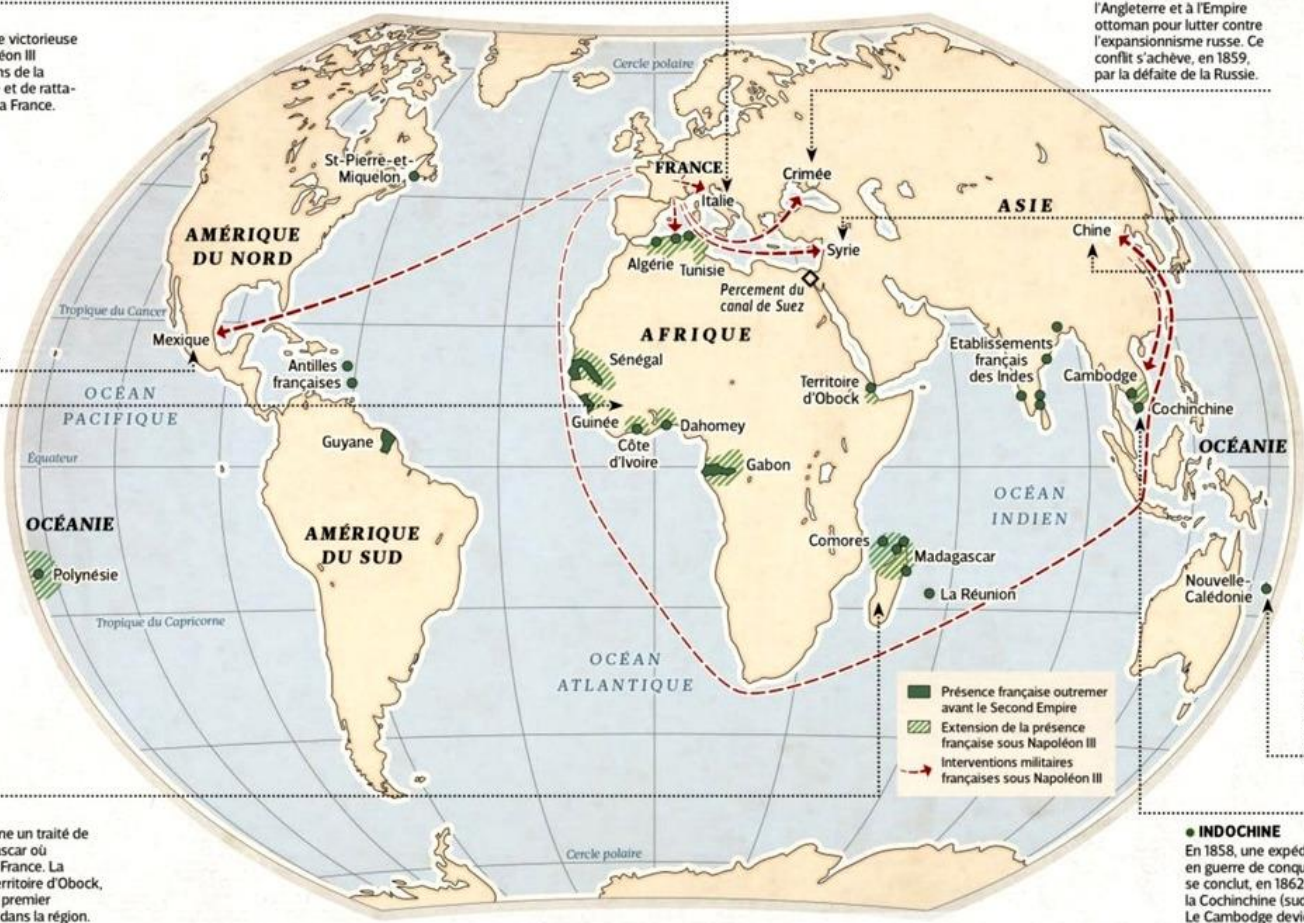 e victorieuse
éon III
ns de la
e et de ratta-
a France.
l'Angleterre et à l'Empire
ottoman pour lutter contre
l'expansionnisme russe. Ce
conflit s'achève, en 1859,
par la défaite de la Russie.
Cercle polaire
St-Pierre-et-
Miquelon
FRANCE
Crimée
Italie
ASIE
AMÉRIQUE
DU NORD
Chine
Syrie
Algérie
Tunisie
Percement du
canal de Suez
Tropique du Cancer
Mexique
AFRIQUE
Antilles
françaises
Sénégal
Etablissements
français
des Indes
Territoire
d'Obock
Cambodge
OCÉAN
PACIFIQUE
Guinée
Dahomey
Cochinchine
Côte
d'Ivoire
Guyane
OCÉANIE
Équateur
Gabon
OCÉAN
INDIEN
OCÉANIE
AMÉRIQUE
DU SUD
Comores
Madagascar
Polynésie
La Réunion
Nouvelle-
Calédonie
Tropique du Capricorne
OCÉAN
ATLANTIQUE
Présence française outremer
avant le Second Empire
Extension de la présence
française sous Napoléon III
Interventions militaires
françaises sous Napoléon III
ne un traité de
scar où
France. La
erritoire d'Obock,
premier
dans la région.
Cercle polaire
• INDOCHINE
En 1858, une expéd
en guerre de conqu
se conclut, en 1862
la Cochinchine (suc
Le Cambodge devie